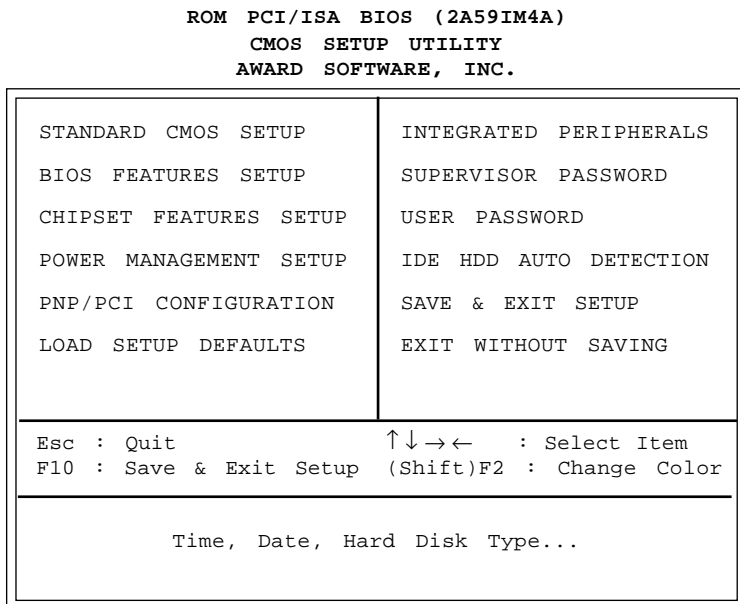 ROM PCI/ISA BIOS (2A59IM4A)
CMOS SETUP UTILITY
AWARD SOFTWARE, INC.
STANDARD CMOS SETUP
BIOS FEATURES SETUP
CHIPSET FEATURES SETUP
POWER MANAGEMENT SETUP
PNP/PCI CONFIGURATION
LOAD SETUP DEFAULTS
INTEGRATED PERIPHERALS
SUPERVISOR PASSWORD
USER PASSWORD
IDE HDD AUTO DETECTION
SAVE & EXIT SETUP
EXIT WITHOUT SAVING
Esc : Quit
F10 : Save & Exit Setup
↑↓→← : Select Item
(Shift)F2 : Change Color
Time, Date, Hard Disk Type...